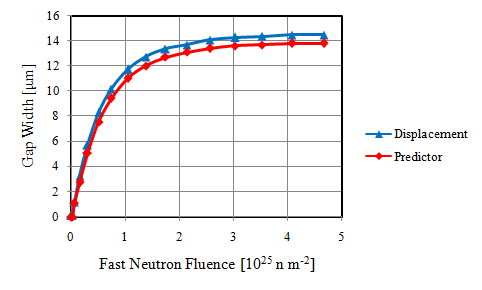 16
14
12
10
8
6
4
2
0
Gap Width [μm]
0 1 2 3 4 5
Fast Neutron Fluence [10²⁵ n m⁻²]
Displacement
Predictor